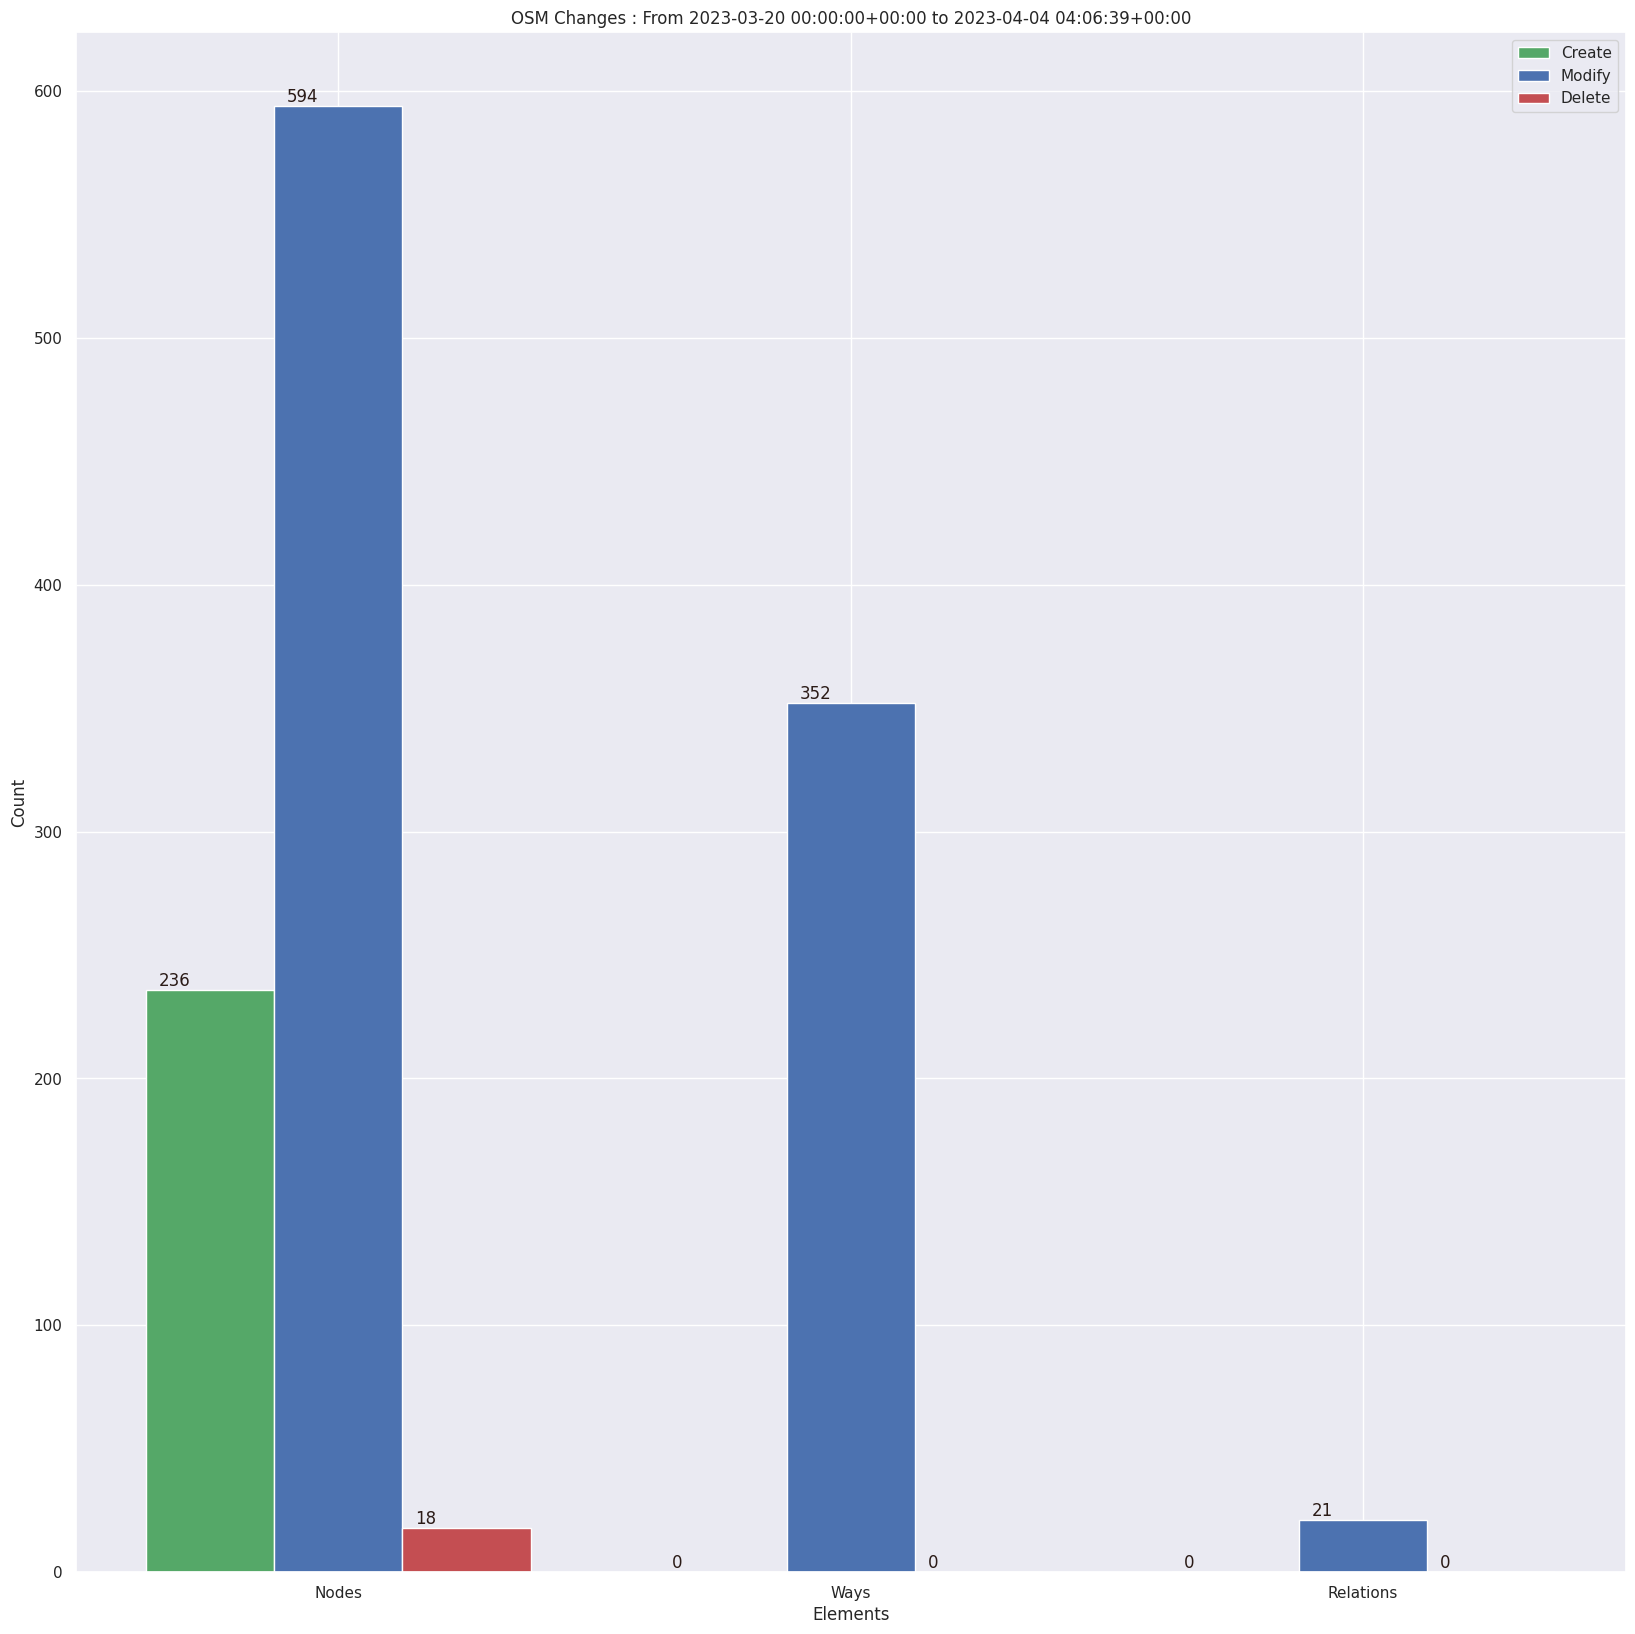 OSM Changes : From 2023-03-20 00:00:00+00:00 to 2023-04-04 04:06:39+00:00
Create
Modify
Delete
600
500
400
300
200
100
0
Count
236
594
18
0
352
0
0
21
0
Nodes
Ways
Relations
Elements